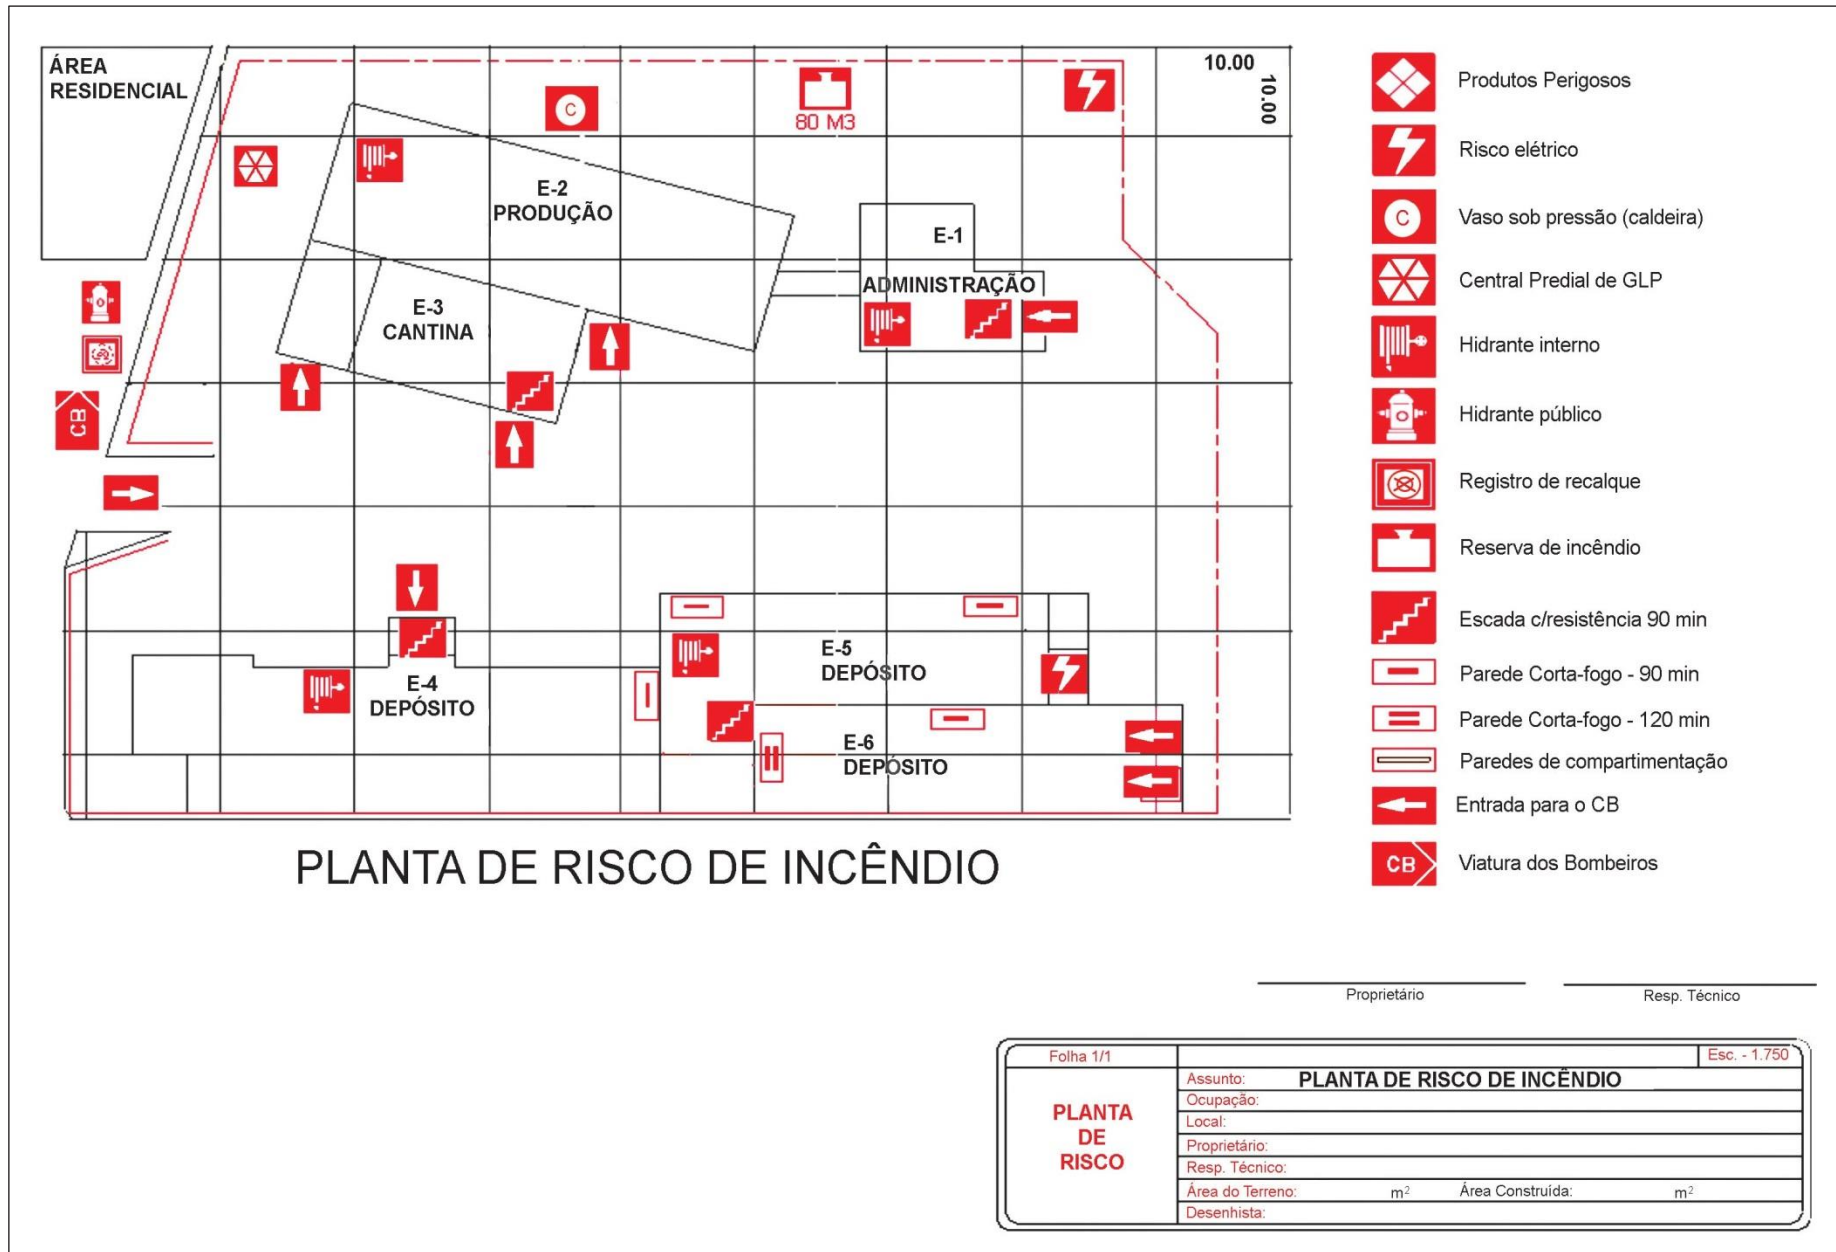 ÁREA
RESIDENCIAL
C
80 M3
10.00
10.00
E-2
PRODUÇÃO
E-1
ADMINISTRAÇÃO
E-3
CANTINA
CB
E-4
DEPÓSITO
E-5
DEPÓSITO
E-6
DEPÓSITO
PLANTA DE RISCO DE INCÊNDIO
Produtos Perigosos
Risco elétrico
C
Vaso sob pressão (caldeira)
Central Predial de GLP
Hidrante interno
Hidrante público
Registro de recalque
Reserva de incêndio
Escada c/resistência 90 min
Parede Corta-fogo - 90 min
Parede Corta-fogo - 120 min
Paredes de compartimentação
Entrada para o CB
CB
Viatura dos Bombeiros
Proprietário
Resp. Técnico
Folha 1/1
Esc. - 1.750
PLANTA
DE
RISCO
Assunto: PLANTA DE RISCO DE INCÊNDIO
Ocupação:
Local:
Proprietário:
Resp. Técnico:
Área do Terreno: m² Área Construída: m²
Desenhista: